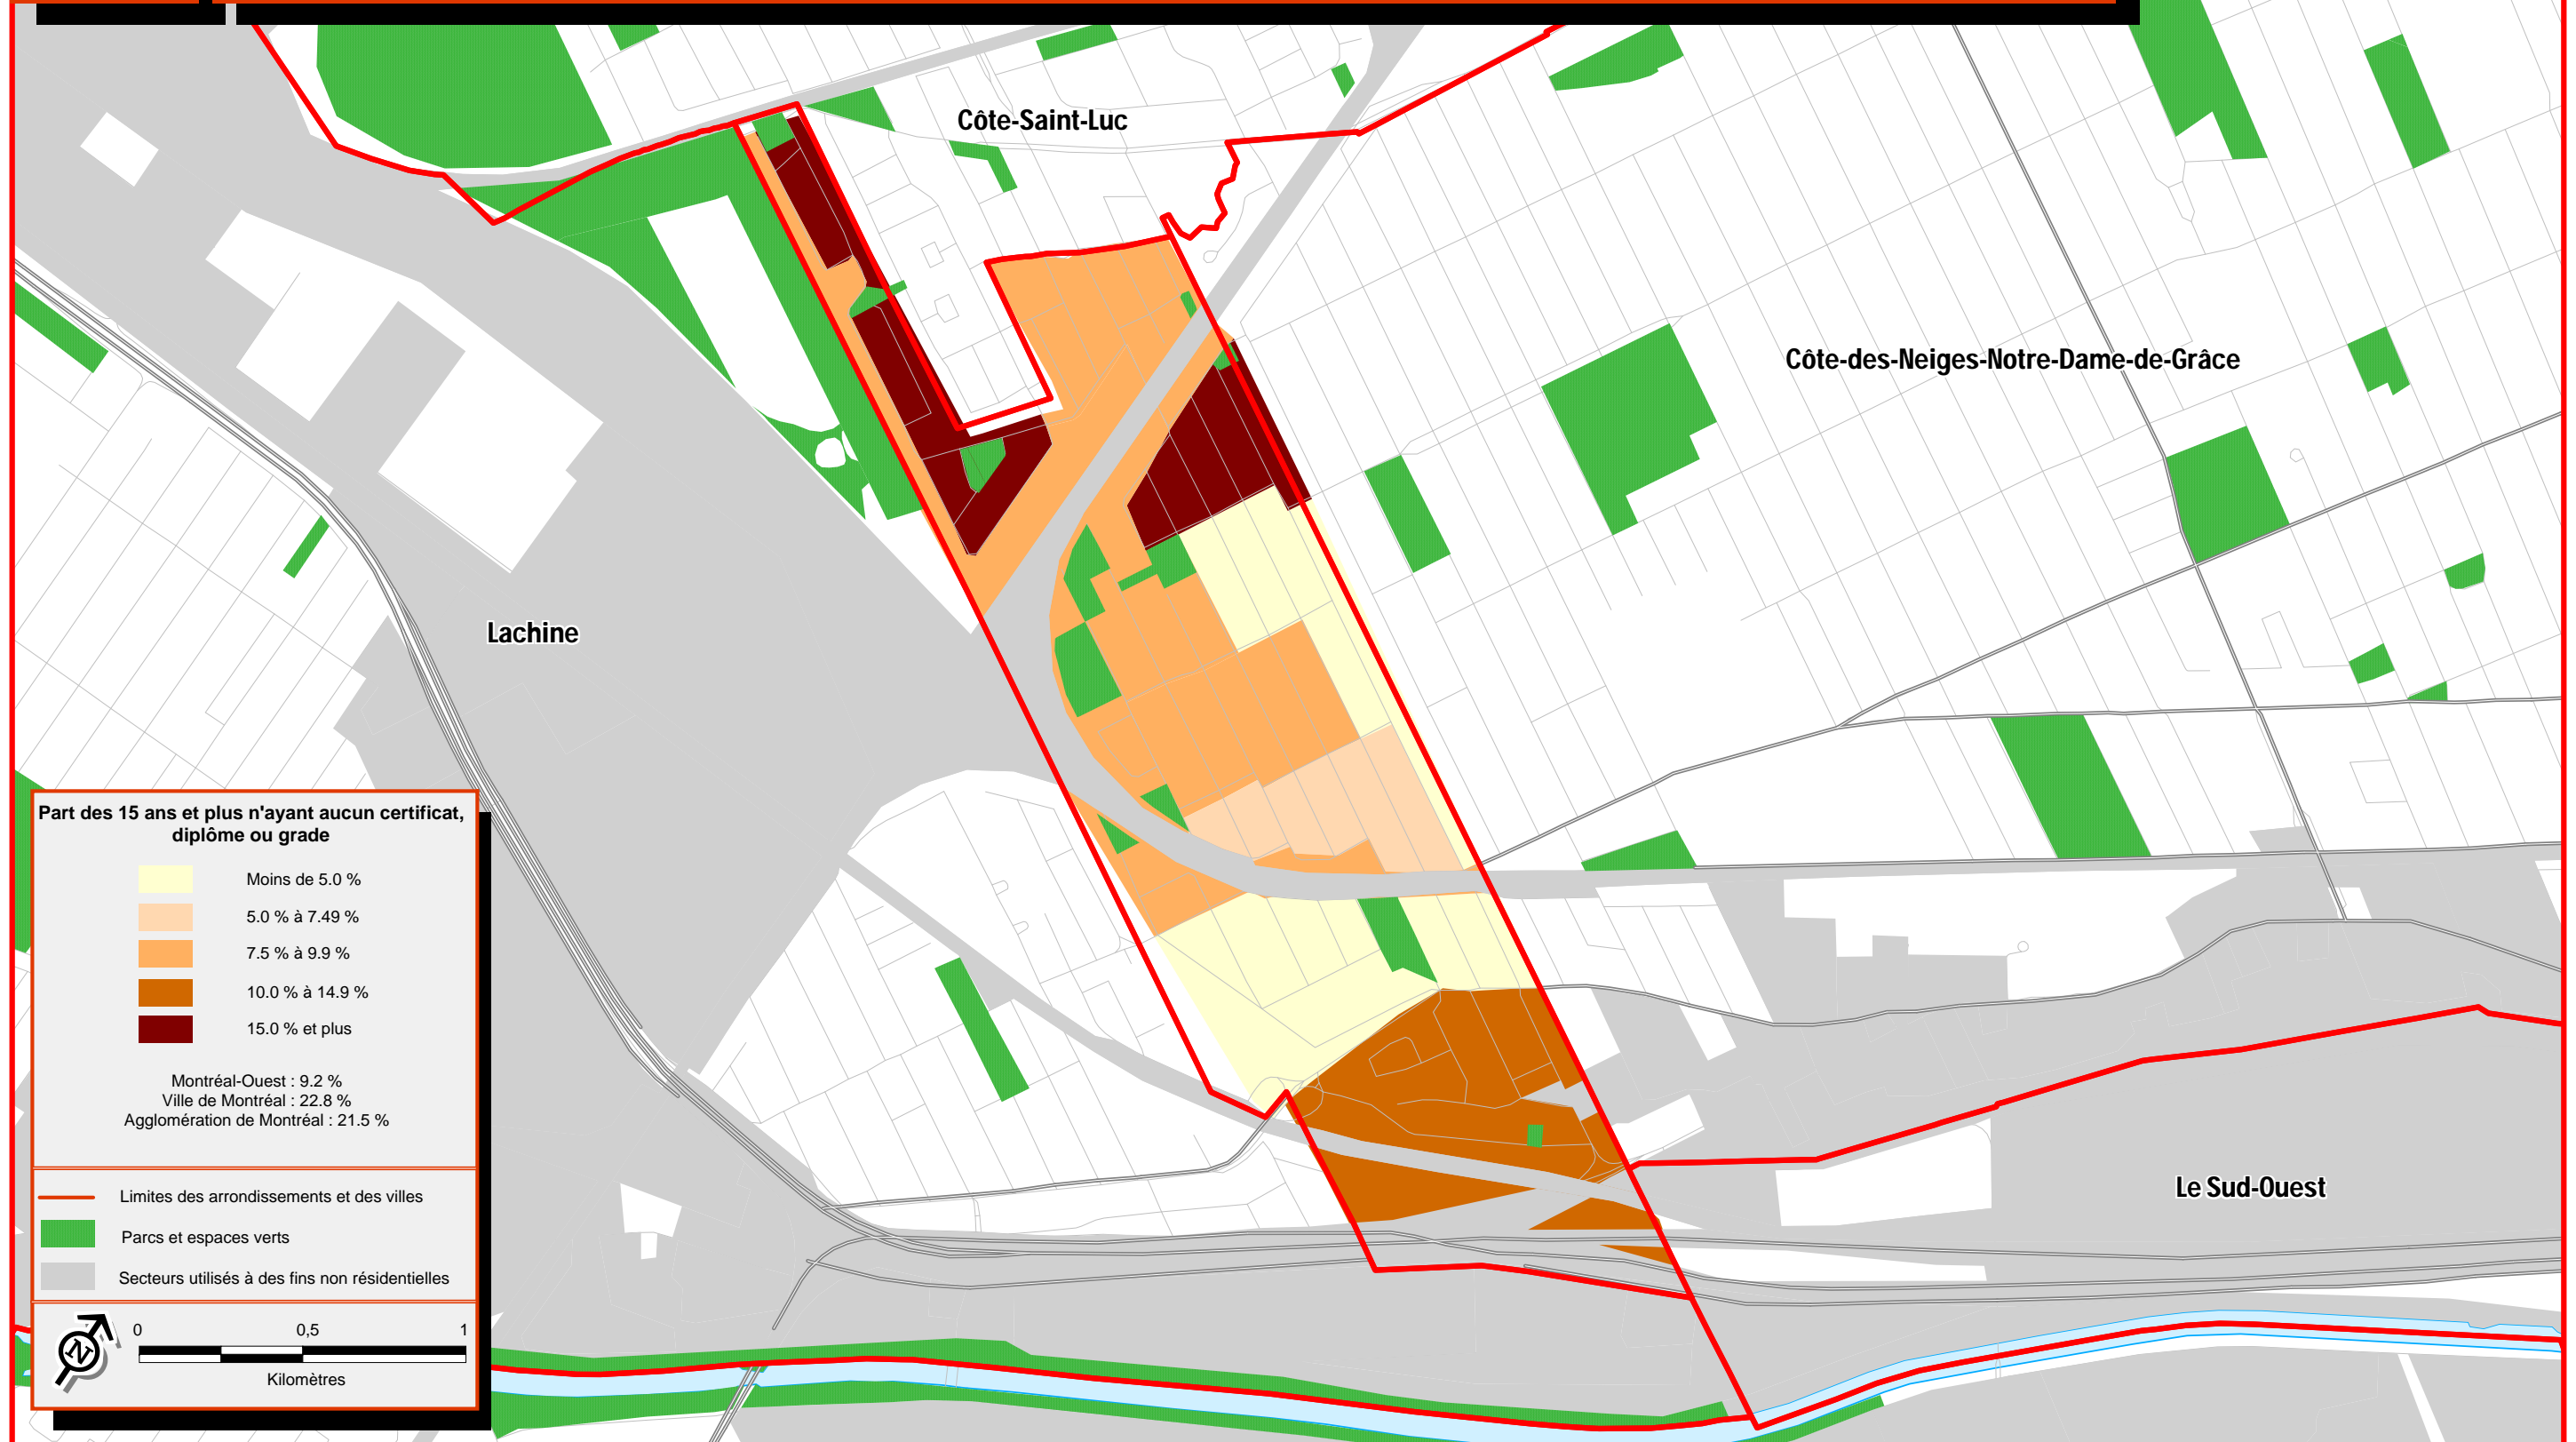 Côte-Saint-Luc
Côte-des-Neiges-Notre-Dame-de-Grâce
Lachine
Le Sud-Ouest
Part des 15 ans et plus n'ayant aucun certificat,
diplôme ou grade
Moins de 5.0 %
5.0 % à 7.49 %
7.5 % à 9.9 %
10.0 % à 14.9 %
15.0 % et plus
Montréal-Ouest : 9.2 %
Ville de Montréal : 22.8 %
Agglomération de Montréal : 21.5 %
Limites des arrondissements et des villes
Parcs et espaces verts
Secteurs utilisés à des fins non résidentielles
N
0 0,5 1
Kilomètres